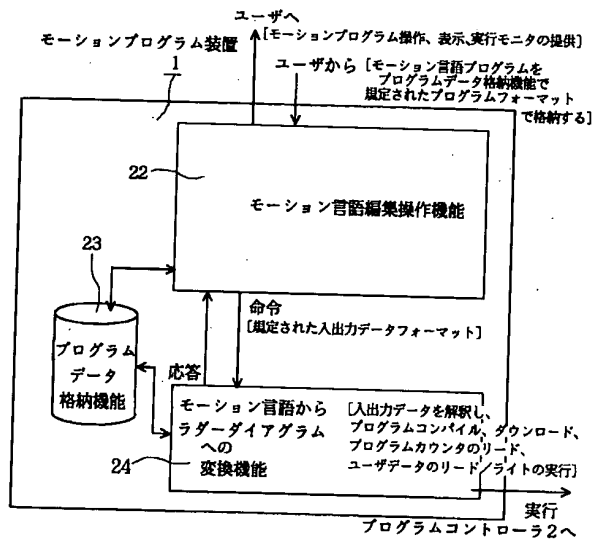 ユーザへ
[モーションプログラム操作、表示、実行モニタの提供]
モーションプログラム装置
1
ユーザから [モーション言語プログラムを
プログラムデータ格納機能で
規定されたプログラムフォーマット
で格納する]
22
モーション言語編集操作機能
23
プログラム
データ
格納機能
命令
[規定された入出力データフォーマット]
応答
モーション言語から
ラダーダイアグラム
への
変換機能
24
[入出力データを解釈し、
プログラムコンパイル、ダウンロード、
プログラムカウンタのリード、
ユーザデータのリード/ライトの実行]
実行
プログラムコントローラ2へ